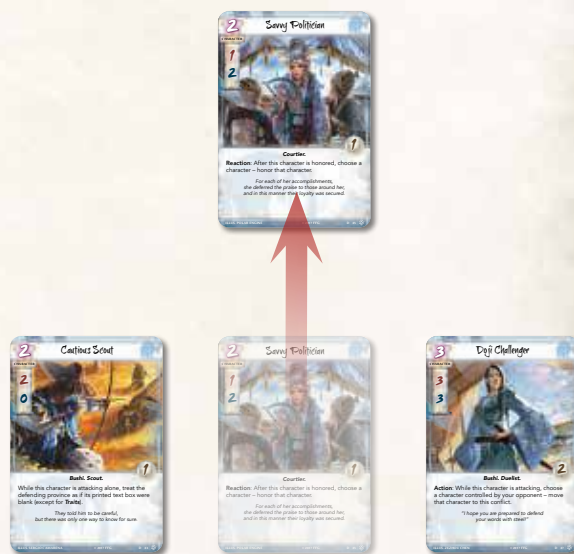 2
Savvy Politician
CHARACTER
1
2
1
Courtier.
Reaction: After this character is honored, choose a
character – honor that character.
For each of her accomplishments,
she deferred the praise to those around her,
and in this manner their loyalty was secured.
2
Cautious Scout
CHARACTER
2
0
1
Bushi. Scout.
While this character is attacking alone, treat the
defending province as if its printed text box were
blank (except for Traits).
They told him to be careful,
but there was only one way to know for sure.
2
Savvy Politician
CHARACTER
1
2
1
Courtier.
Reaction: After this character is honored, choose a
character – honor that character.
For each of her accomplishments,
she deferred the praise to those around her,
and in this manner their loyalty was secured.
3
Doji Challenger
CHARACTER
3
3
2
Bushi. Duelist.
Action: While this character is attacking, choose
a character controlled by your opponent – move
that character to this conflict.
"I hope you are prepared to defend
your words with steel!"